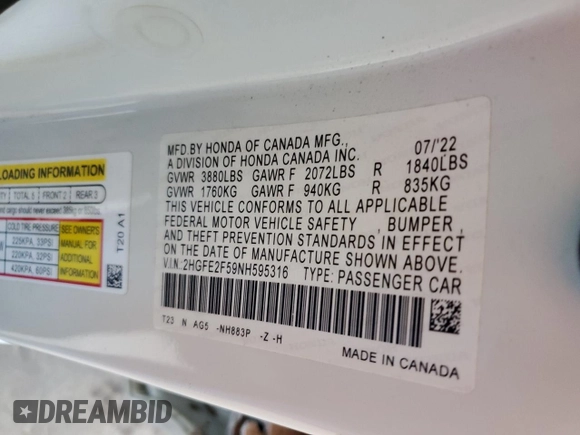 MFD.BY HONDA OF CANADA MFG., 07/'22
A DIVISION OF HONDA CANADA INC.
GVWR 3880LBS GAWR F 2072LBS R 1840LBS
GVWR 1760KG GAWR F 940KG R 835KG
THIS VEHICLE CONFORMS TO ALL APPLICABLE
FEDERAL MOTOR VEHICLE SAFETY, BUMPER,
AND THEFT PREVENTION STANDARDS IN EFFECT
ON THE DATE OF MANUFACTURE SHOWN ABOVE.
V.I.N.:2HGFE2F59NH595316 TYPE: PASSENGER CAR
T23 N AG5 -NH883P -Z -H
MADE IN CANADA
LOADING INFORMATION
TOTAL 5 FRONT 2 REAR 3
COLD TIRE PRESSURE
225KPA, 33PSI
220KPA, 32PSI
420KPA, 60PSI
SEE OWNERS
MANUAL FOR
ADDITIONAL
INFORMATION
T20 A1
DREAMBID